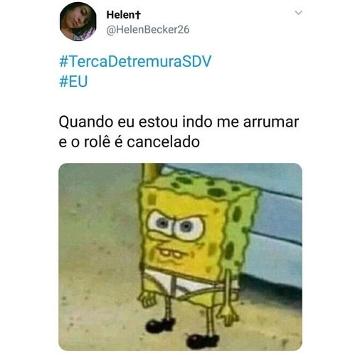 Helen✝
@HelenBecker26
#TercaDetremuraSDV
#EU
Quando eu estou indo me arrumar
e o rolê é cancelado